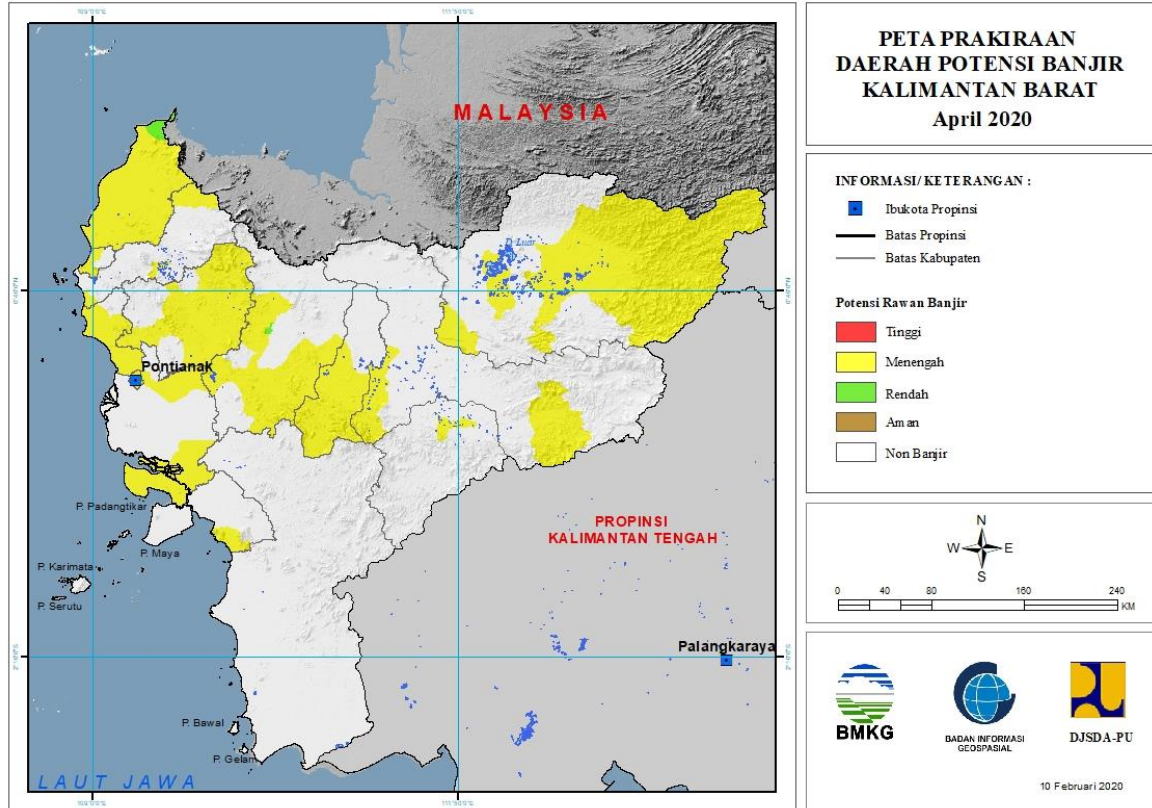 PETA PRAKIRAAN
DAERAH POTENSI BANJIR
KALIMANTAN BARAT
April 2020
INFORMASI/ KETERANGAN :
Ibukota Propinsi
Batas Propinsi
Batas Kabupaten
Potensi Rawan Banjir
Tinggi
Menengah
Rendah
Aman
Non Banjir
N
W E
S
0 40 80 160 240
KM
BMKG
BADAN INFORMASI
GEOSPASIAL
DJSDA-PU
10 Februari 2020
MALAYSIA
D. Luar
Pontianak
P. Padangtikar
P. Maya
P. Karimata
P. Serutu
PROPINSI
KALIMANTAN TENGAH
Palangkaraya
P. Bawal
P. Gelam
LAUT JAWA